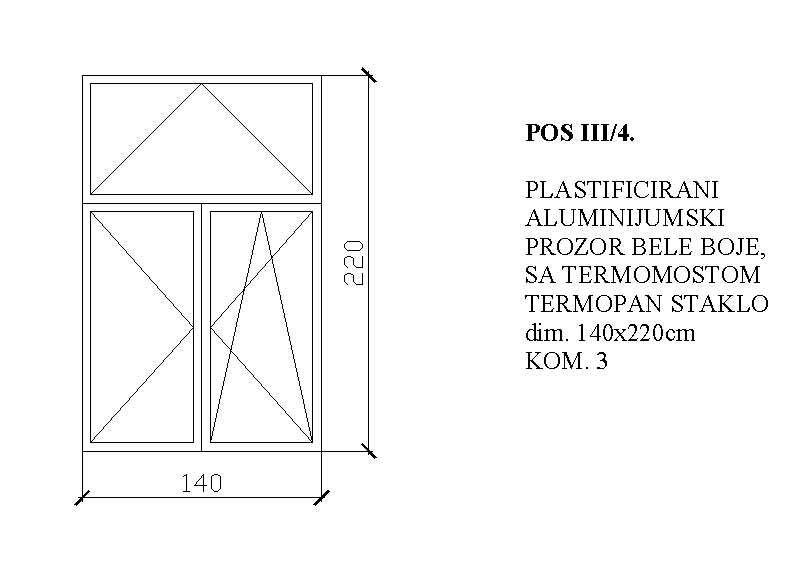 POS III/4.
PLASTIFICIRANI
ALUMINIJUMSKI
PROZOR BELE BOJE,
SA TERMOMOSTOM
TERMOPAN STAKLO
dim. 140x220cm
KOM. 3
220
140